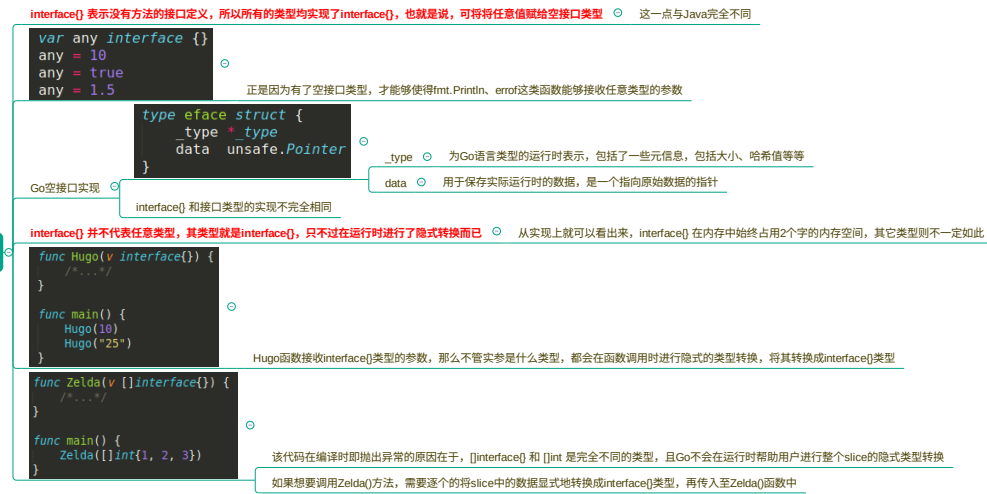 interface{} 表示没有方法的接口定义，所以所有的类型均实现了interface{}，也就是说，可将将任意值赋给空接口类型
这一点与Java完全不同
var any interface {}
any = 10
any = true
any = 1.5
正是因为有了空接口类型，才能够使得fmt.Println、errof这类函数能够接收任意类型的参数
Go空接口实现
type eface struct {
_type *_type
data unsafe.Pointer
}
_type
为Go语言类型的运行时表示，包括了一些元信息，包括大小、哈希值等等
data
用于保存实际运行时的数据，是一个指向原始数据的指针
interface{} 和接口类型的实现不完全相同
interface{} 并不代表任意类型，其类型就是interface{}，只不过在运行时进行了隐式转换而已
从实现上就可以看出来，interface{} 在内存中始终占用2个字的内存空间，其它类型则不一定如此
func Hugo(v interface{}) {
/*...*/
}
func main() {
Hugo(10)
Hugo("25")
}
Hugo函数接收interface{}类型的参数，那么不管实参是什么类型，都会在函数调用时进行隐式的类型转换，将其转换成interface{}类型
func Zelda(v []interface{}) {
/*...*/
}
func main() {
Zelda([]int{1, 2, 3})
}
该代码在编译时即抛出异常的原因在于，[]interface{} 和 []int 是完全不同的类型，且Go不会在运行时帮助用户进行整个slice的隐式类型转换
如果想要调用Zelda()方法，需要逐个的将slice中的数据显式地转换成interface{}类型，再传入至Zelda()函数中